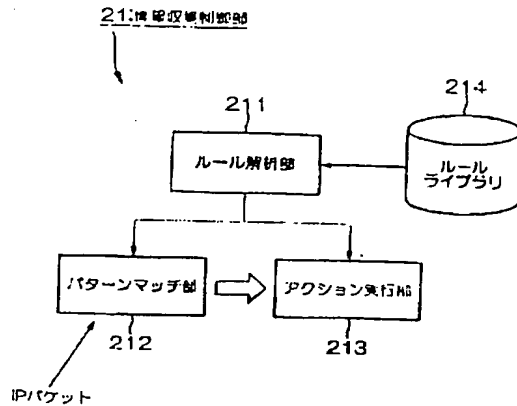 21:情報収集制御部
211
214
ルール解析部
ルール
ライブラリ
パターンマッチ部
アクション実行部
212
213
IPパケット